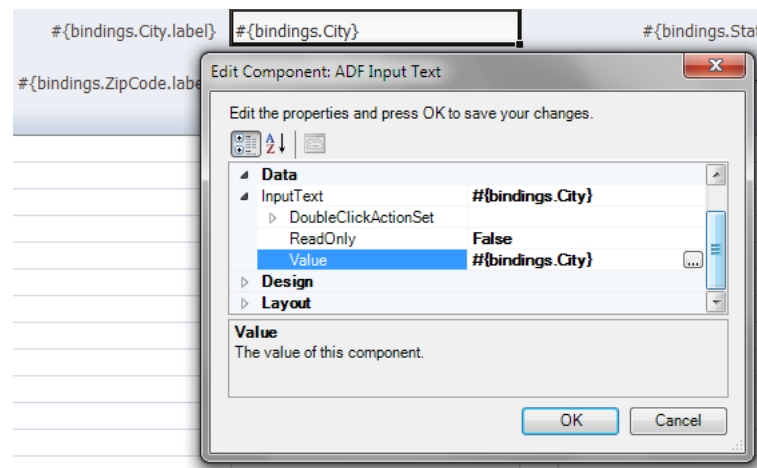 #{bindings.City.label} #{bindings.City} #{bindings.Sta
#{bindings.ZipCode.labe
Edit Component: ADF Input Text
Edit the properties and press OK to save your changes.
Data
InputText #{bindings.City}
DoubleClickActionSet
ReadOnly False
Value #{bindings.City} ...
Design
Layout
Value
The value of this component.
OK Cancel